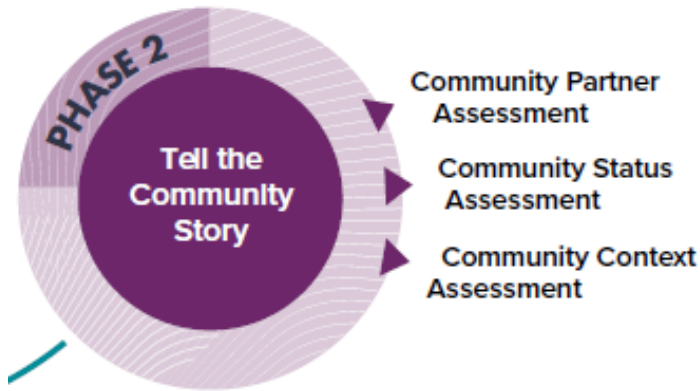 PHASE 2
Tell the
Community
Story
Community Partner
Assessment
Community Status
Assessment
Community Context
Assessment